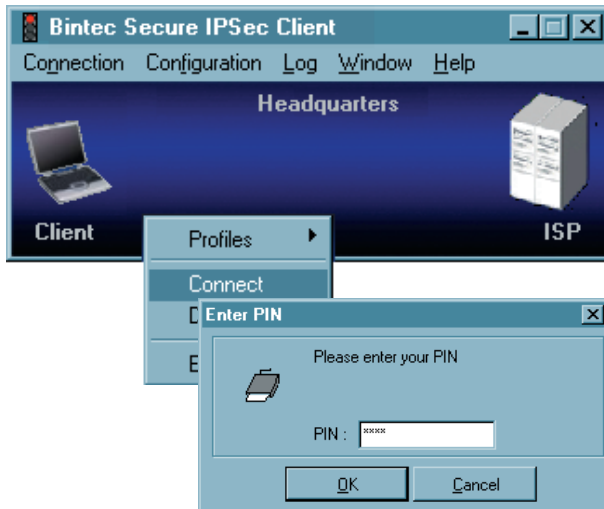 Bintec Secure IPSec Client
Connection Configuration Log Window Help
Headquarters
Client
ISP
Profiles
Connect
Enter PIN
Please enter your PIN
PIN : ****
OK Cancel